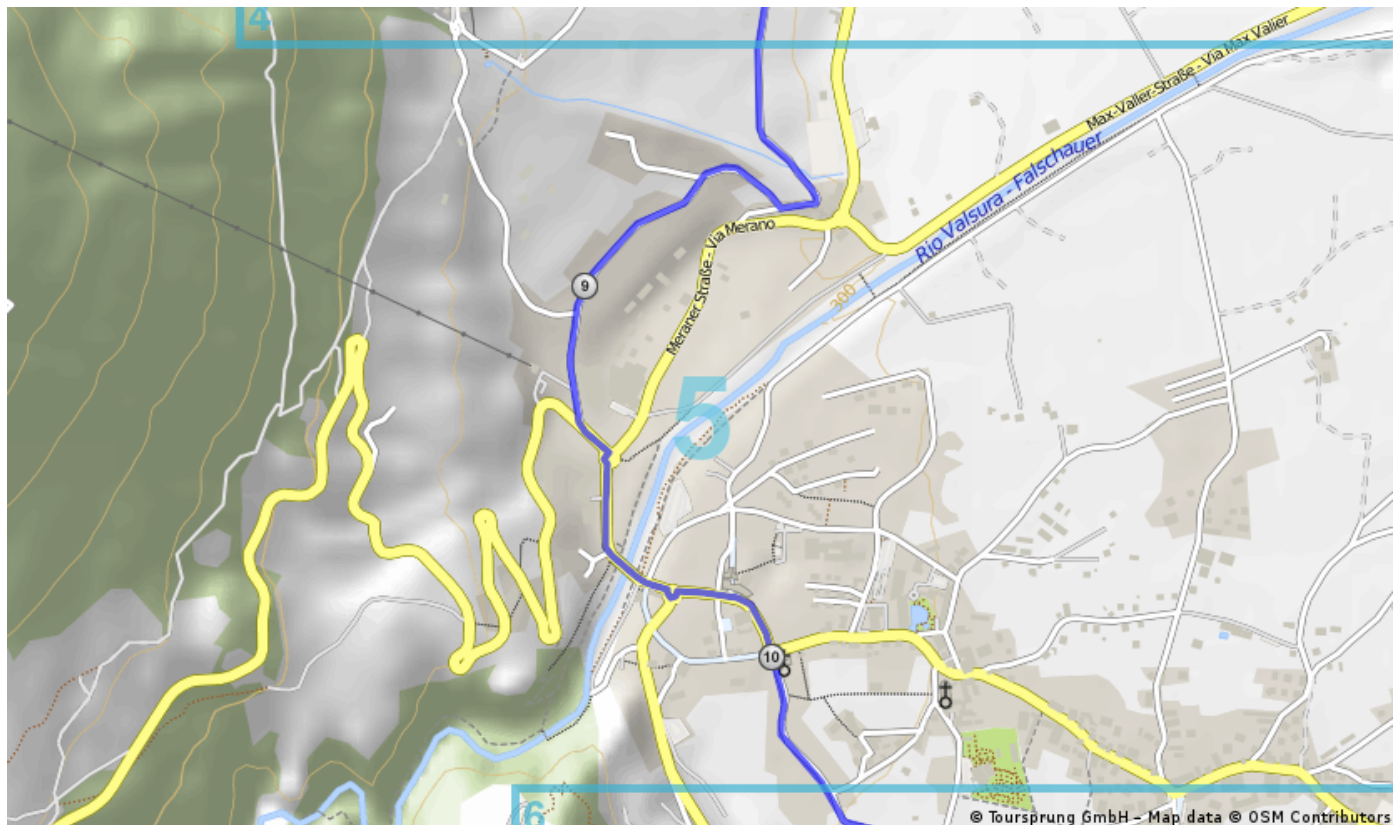 4
Max-Valier-Straße - Via Max Valier
Rio Valsura - Falschauer
Meraner Straße - Via Merano
9
300
5
10
6
© Toursprung GmbH – Map data © OSM Contributors